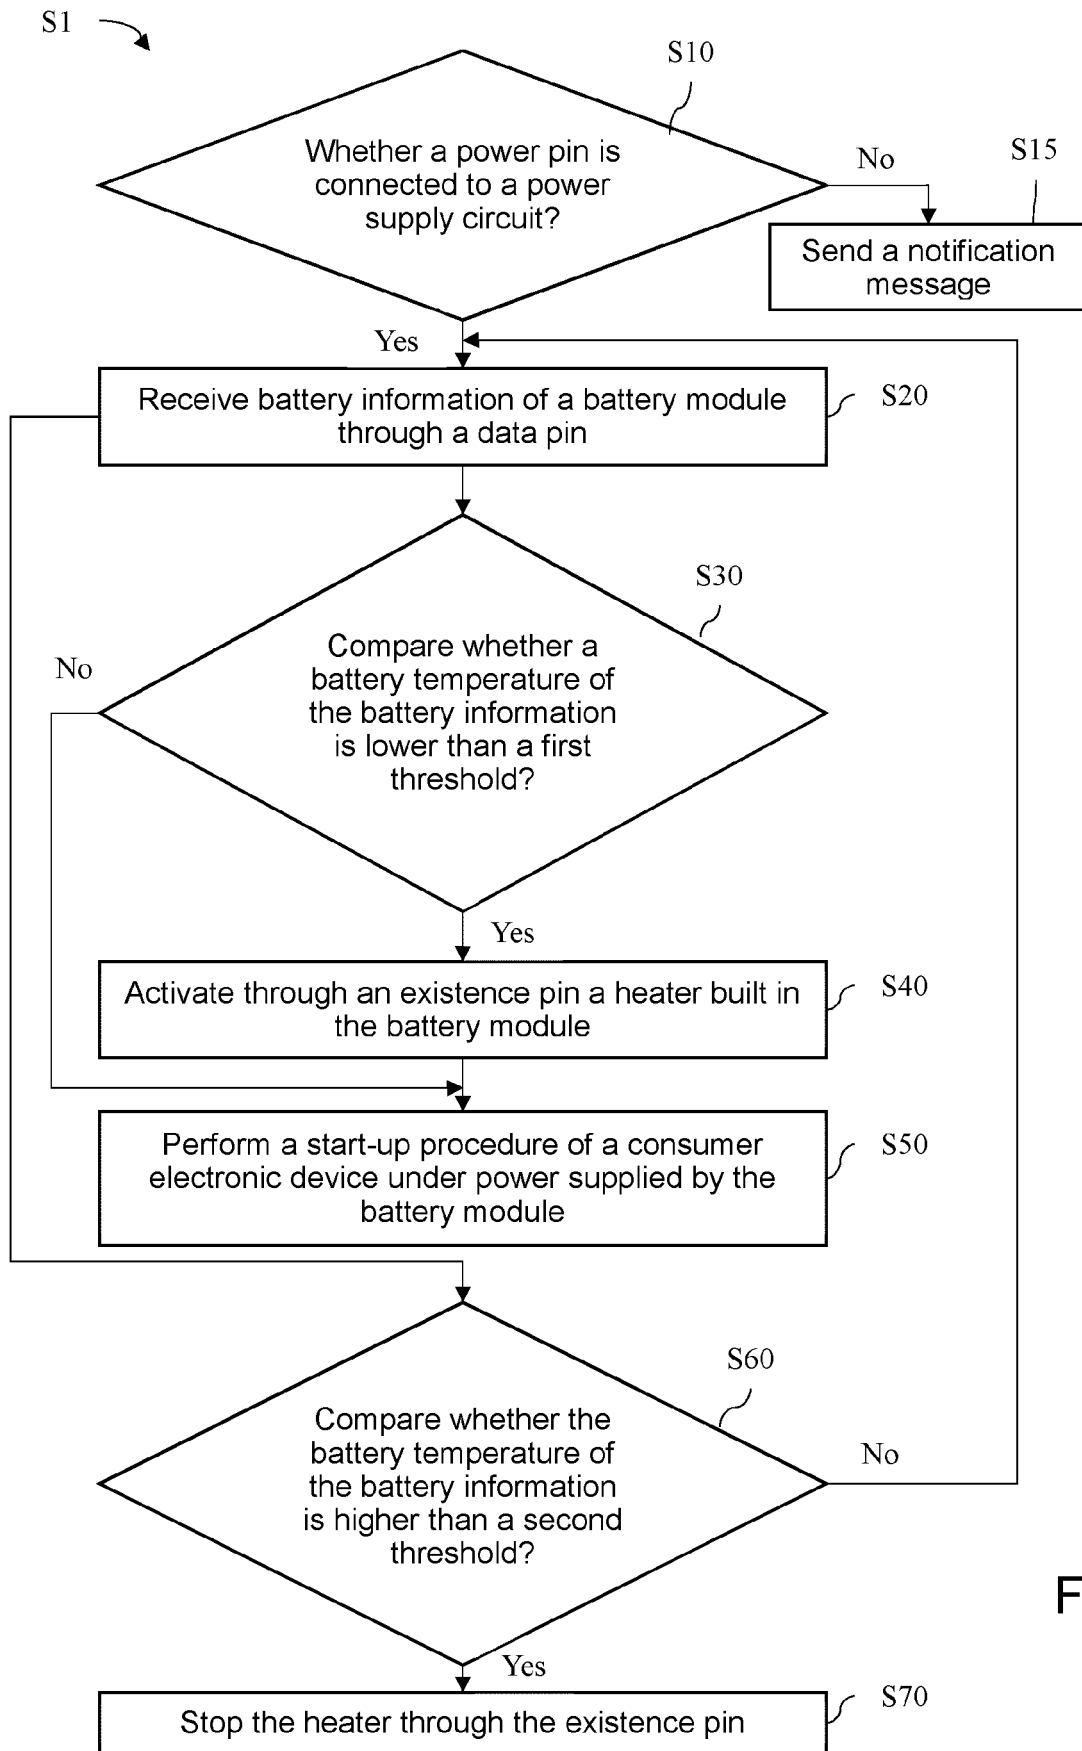 S1
S10
Whether a power pin is
connected to a power
supply circuit?
No
S15
Send a notification
message
Yes
Receive battery information of a battery module
through a data pin
S20
S30
Compare whether a
battery temperature of
the battery information
is lower than a first
threshold?
No
Yes
Activate through an existence pin a heater built in
the battery module
S40
Perform a start-up procedure of a consumer
electronic device under power supplied by the
battery module
S50
S60
Compare whether the
battery temperature of
the battery information
is higher than a second
threshold?
No
F
Yes
Stop the heater through the existence pin
S70